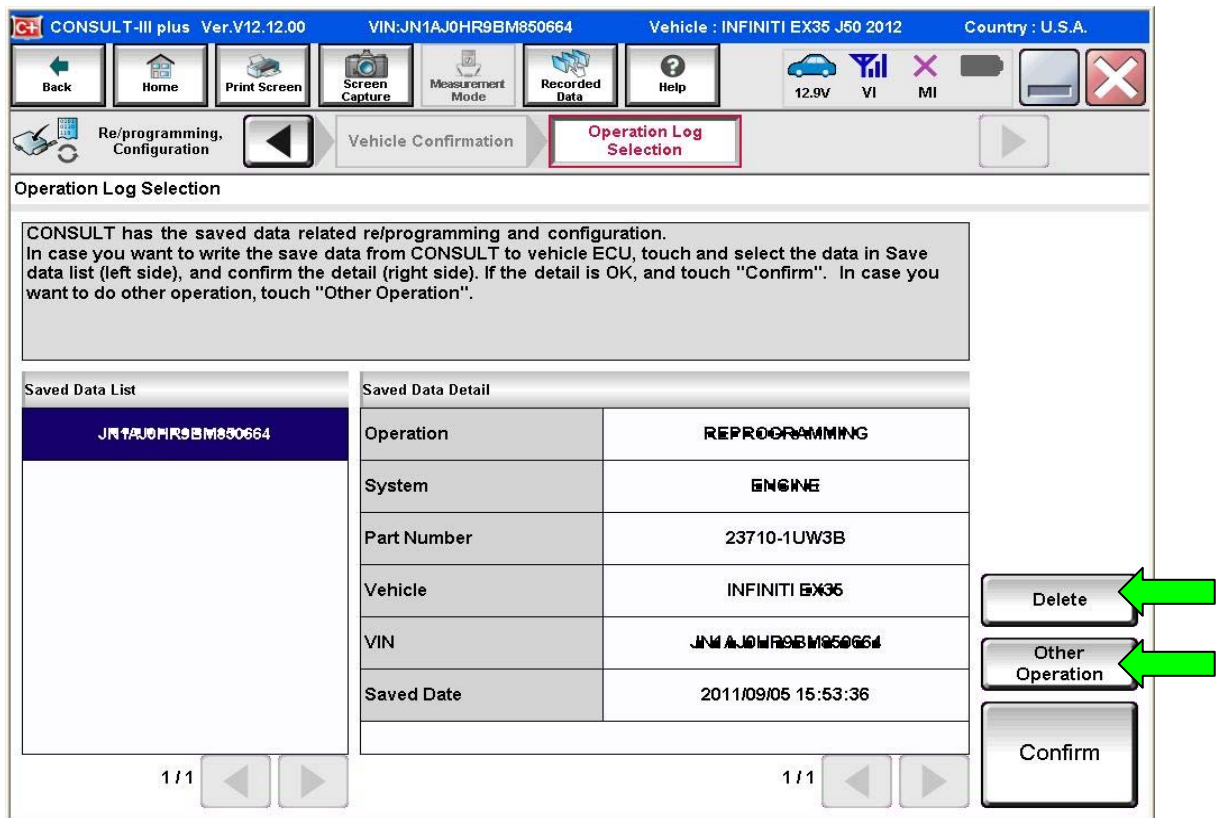 C+ CONSULT-III plus Ver.V12.12.00 VIN:JN1AJ0HR9BM850664 Vehicle : INFINITI EX35 J50 2012 Country : U.S.A.
Back
Home
Print Screen
Screen Capture
Measurement Mode
Recorded Data
Help
12.9V
VI
MI
Re/programming,
Configuration
Vehicle Confirmation
Operation Log
Selection
Operation Log Selection
CONSULT has the saved data related re/programming and configuration.
In case you want to write the save data from CONSULT to vehicle ECU, touch and select the data in Save
data list (left side), and confirm the detail (right side). If the detail is OK, and touch "Confirm". In case you
want to do other operation, touch "Other Operation".
Saved Data List
JN1AJ0HR9BM850664
1/1
Saved Data Detail
Operation REPROGRAMMING
System ENGINE
Part Number 23710-1UW3B
Vehicle INFINITI EX35
VIN JN1AJ0HR9BM850664
Saved Date 2011/09/05 15:53:36
1/1
Delete
Other
Operation
Confirm